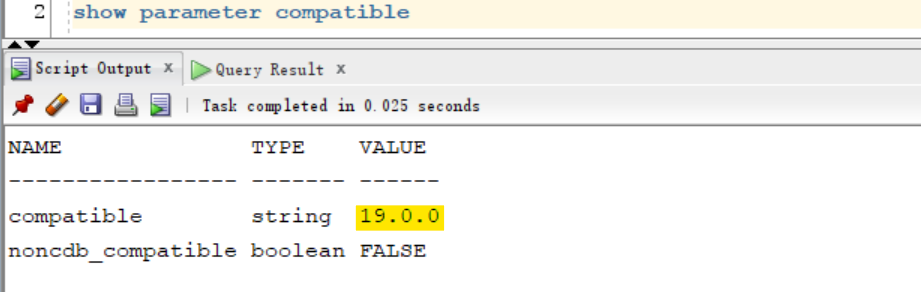 2 show parameter compatible
Script Output x Query Result x
Task completed in 0.025 seconds
NAME TYPE VALUE
----------------- ------- ------
compatible string 19.0.0
noncdb_compatible boolean FALSE